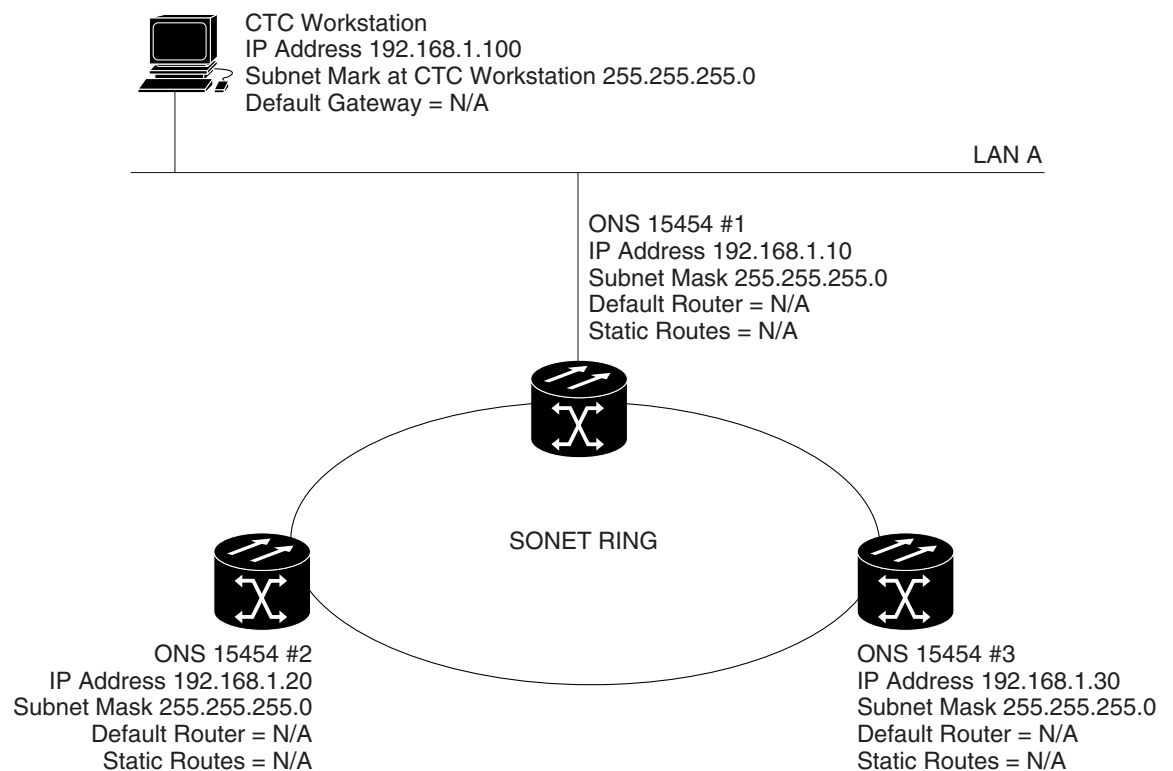 CTC Workstation
IP Address 192.168.1.100
Subnet Mark at CTC Workstation 255.255.255.0
Default Gateway = N/A
LAN A
ONS 15454 #1
IP Address 192.168.1.10
Subnet Mask 255.255.255.0
Default Router = N/A
Static Routes = N/A
SONET RING
ONS 15454 #2
IP Address 192.168.1.20
Subnet Mask 255.255.255.0
Default Router = N/A
Static Routes = N/A
ONS 15454 #3
IP Address 192.168.1.30
Subnet Mask 255.255.255.0
Default Router = N/A
Static Routes = N/A